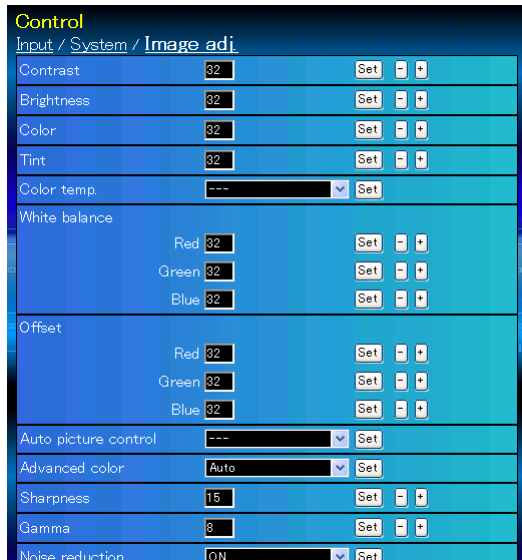 Control
Input / System / Image adj.
Contrast 32 Set - +
Brightness 32 Set - +
Color 32 Set - +
Tint 32 Set - +
Color temp. --- Set
White balance
Red 32 Set - +
Green 32 Set - +
Blue 32 Set - +
Offset
Red 32 Set - +
Green 32 Set - +
Blue 32 Set - +
Auto picture control --- Set
Advanced color Auto Set
Sharpness 15 Set - +
Gamma 8 Set - +
Noise reduction ON Set